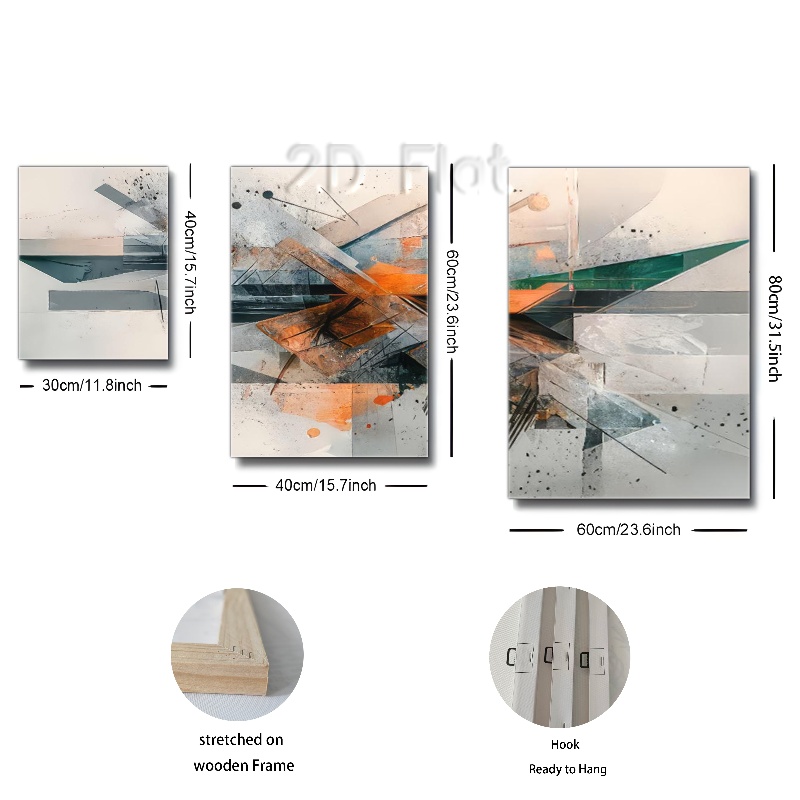 2D Flat
40cm/15.7inch
30cm/11.8inch
60cm/23.6inch
40cm/15.7inch
80cm/31.5inch
60cm/23.6inch
stretched on
wooden Frame
Hook
Ready to Hang